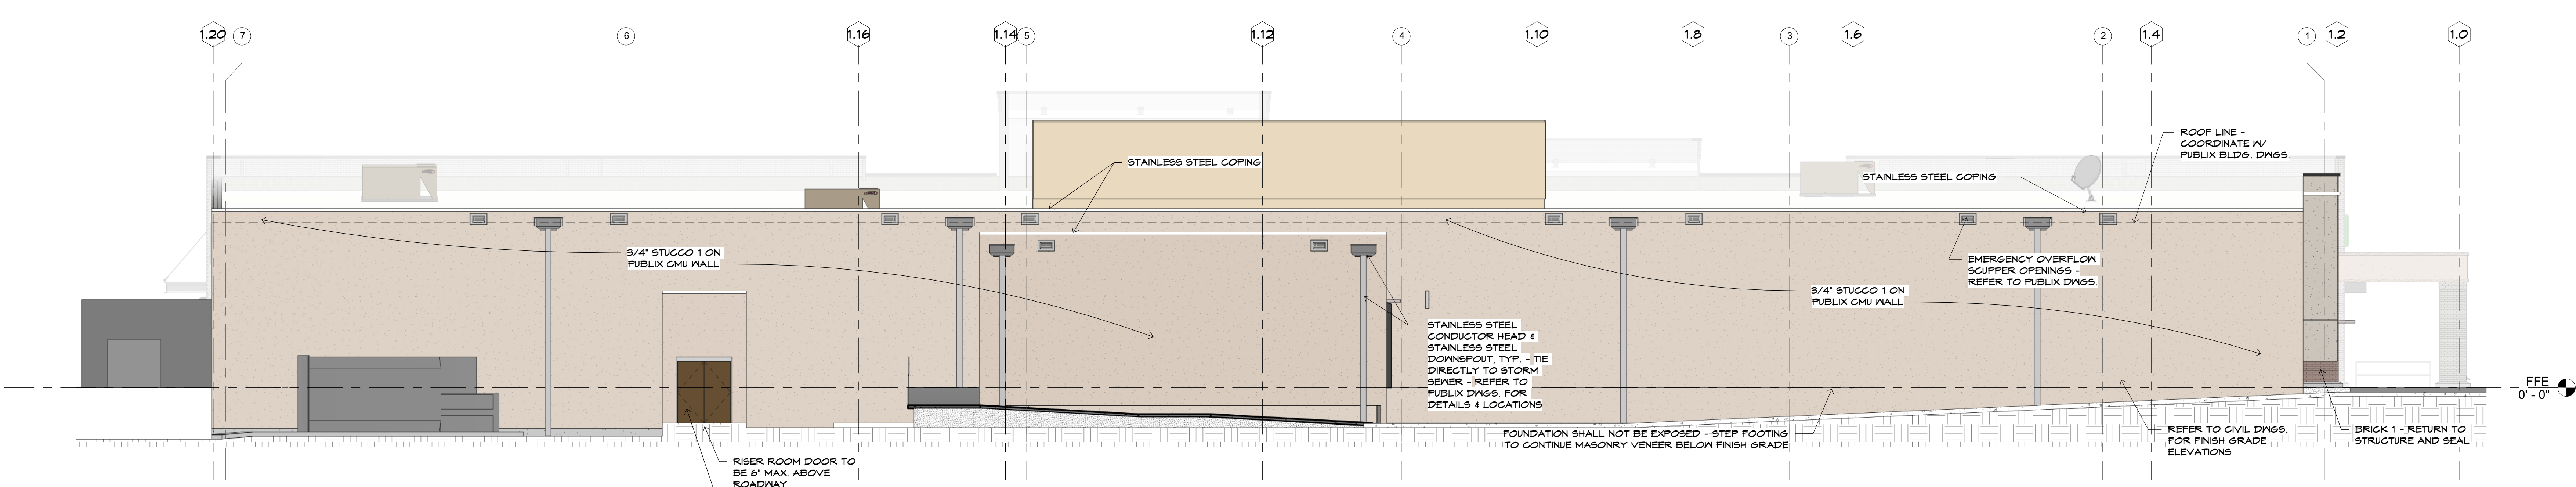 1.20
7
6
1.16
1.14
5
1.12
4
1.10
1.8
3
1.6
2
1.4
1
1.2
1.0
STAINLESS STEEL COPING
ROOF LINE -
COORDINATE W/
PUBLIX BLDG. DWGS.
STAINLESS STEEL COPING
3/4" STUCCO 1 ON
PUBLIX CMU WALL
EMERGENCY OVERFLOW
SCUPPER OPENINGS -
REFER TO PUBLIX DWGS.
3/4" STUCCO 1 ON
PUBLIX CMU WALL
STAINLESS STEEL
CONDUCTOR HEAD &
STAINLESS STEEL
DOWNSPOUT, TYP. - TIE
DIRECTLY TO STORM
SEWER - REFER TO
PUBLIX DWGS. FOR
DETAILS & LOCATIONS
FFE
0' - 0"
FOUNDATION SHALL NOT BE EXPOSED - STEP FOOTING
TO CONTINUE MASONRY VENEER BELOW FINISH GRADE
REFER TO CIVIL DWGS.
FOR FINISH GRADE
ELEVATIONS
BRICK 1 - RETURN TO
STRUCTURE AND SEAL
RISER ROOM DOOR TO
BE 6" MAX. ABOVE
ROADWAY